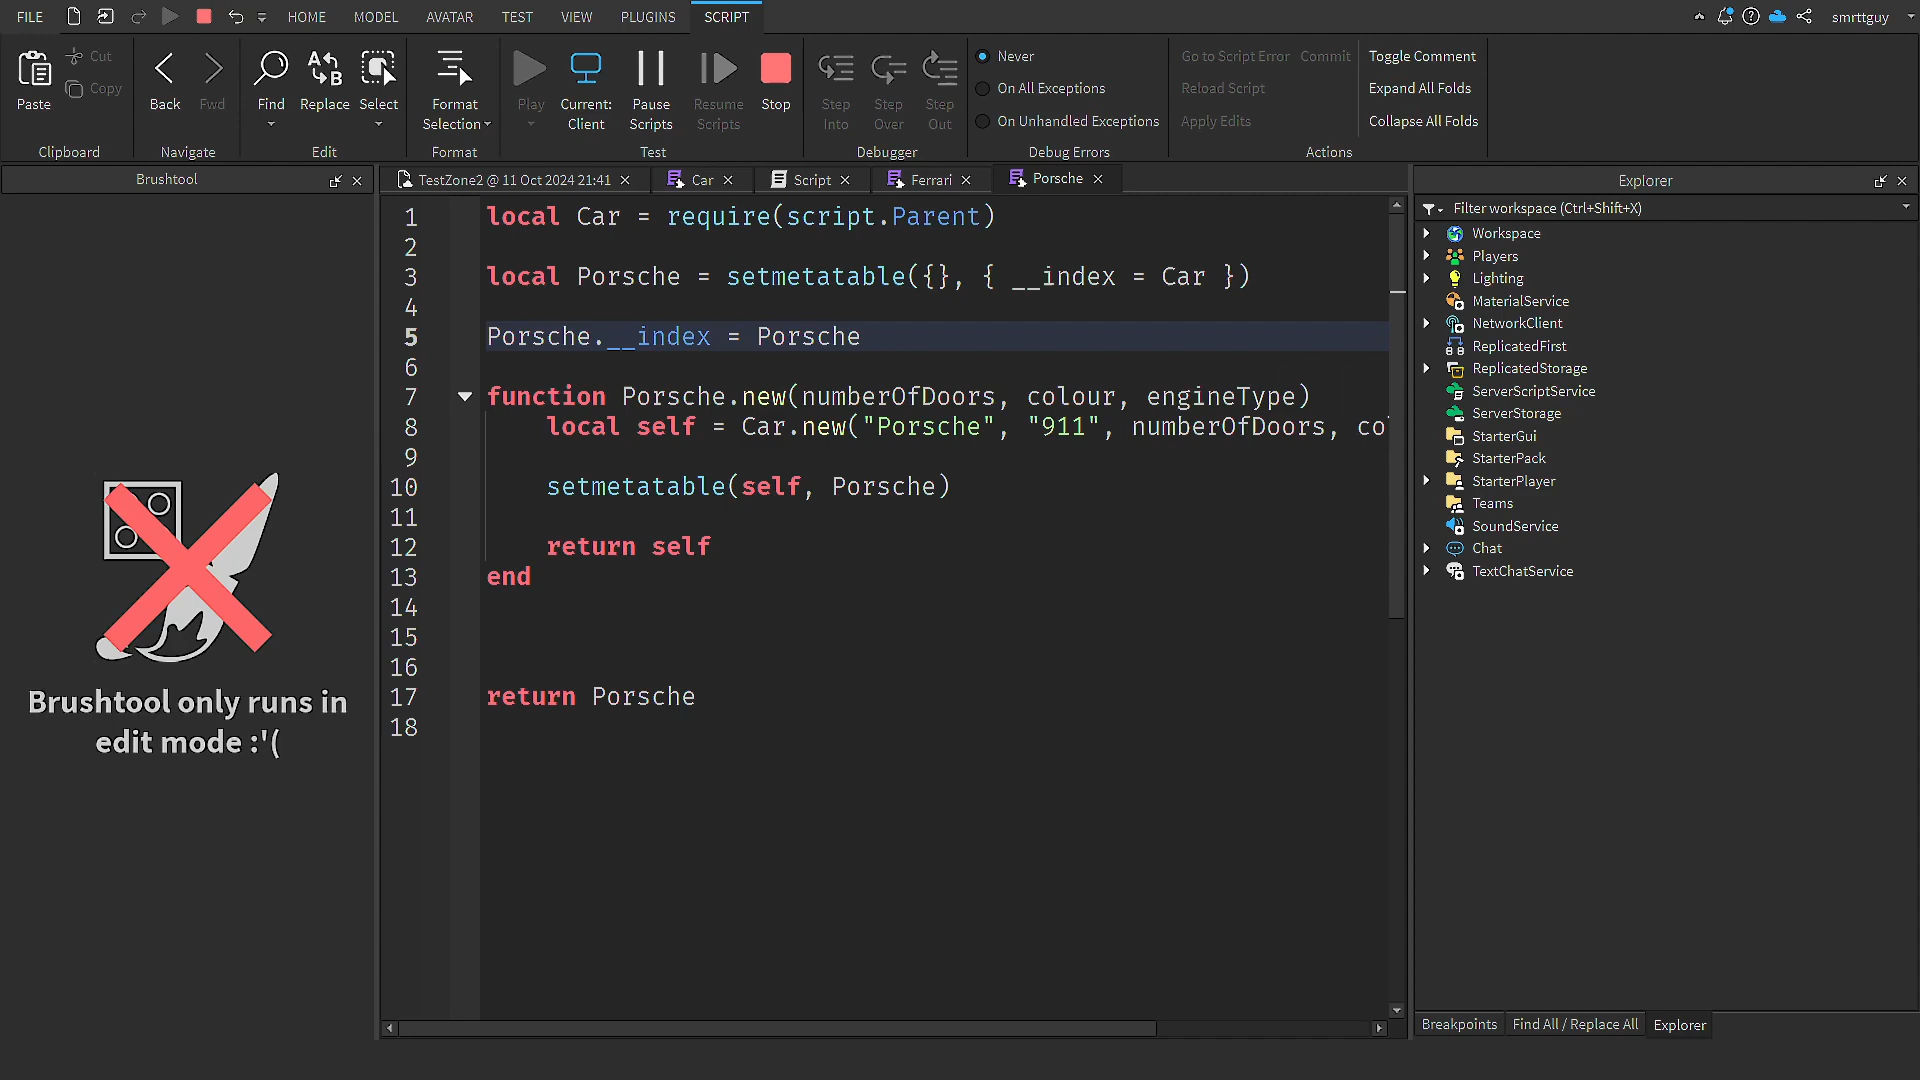 FILE HOME MODEL AVATAR TEST VIEW PLUGINS SCRIPT smrttguy
Paste Cut Copy Back Fwd Find Replace Select Format Selection Play Current: Client Pause Scripts Resume Scripts Stop Step Into Step Over Step Out
Never
On All Exceptions
On Unhandled Exceptions
Go to Script Error Commit
Reload Script
Apply Edits
Toggle Comment
Expand All Folds
Collapse All Folds
Clipboard Navigate Edit Format Test Debugger Debug Errors Actions
Brushtool
Brushtool only runs in
edit mode :'(
TestZone2 @ 11 Oct 2024 21:41 Car Script Ferrari Porsche
1 local Car = require(script.Parent)
2
3 local Porsche = setmetatable({}, { __index = Car })
4
5 Porsche.__index = Porsche
6
7 function Porsche.new(numberOfDoors, colour, engineType)
8 local self = Car.new("Porsche", "911", numberOfDoors, co
9
10 setmetatable(self, Porsche)
11
12 return self
13 end
14
15
16
17 return Porsche
18
Explorer
Filter workspace (Ctrl+Shift+X)
Workspace
Players
Lighting
MaterialService
NetworkClient
ReplicatedFirst
ReplicatedStorage
ServerScriptService
ServerStorage
StarterGui
StarterPack
StarterPlayer
Teams
SoundService
Chat
TextChatService
Breakpoints Find All / Replace All Explorer